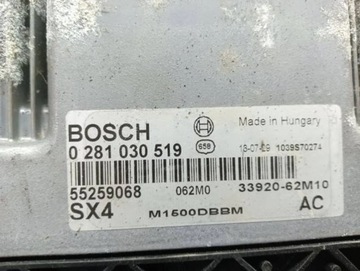 Made in Hungary
BOSCH
0 281 030 519
658
18-07-09 1039S70274
55259068 062M0 33920-62M10
SX4 M1500DBBM AC